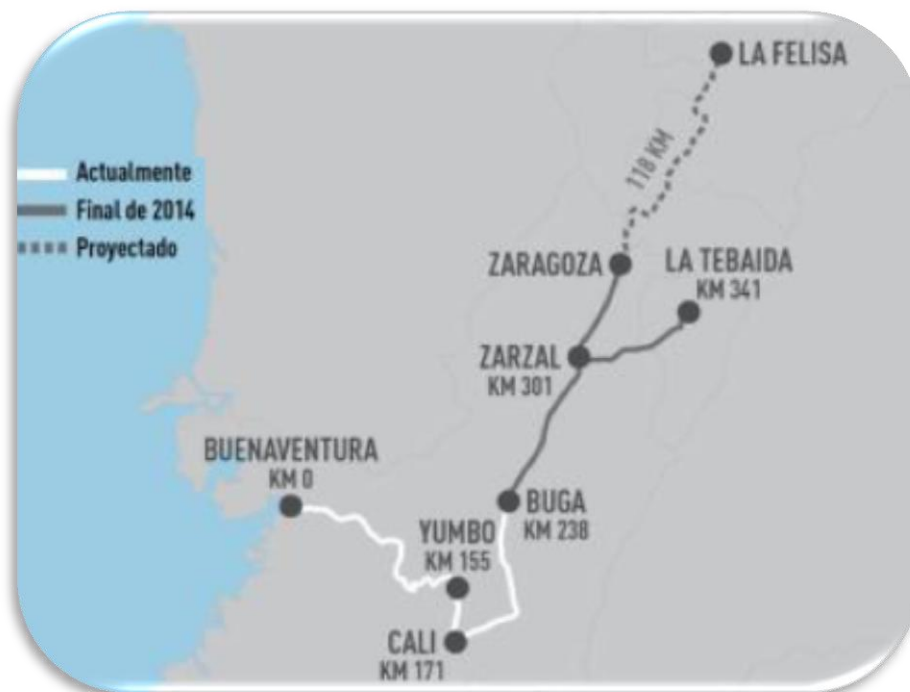 LA FELISA
118 KM
Actualmente
Final de 2014
Proyectado
ZARAGOZA
LA TEBAIDA
KM 341
ZARZAL
KM 301
BUENAVENTURA
KM 0
BUGA
KM 238
YUMBO
KM 155
CALI
KM 171